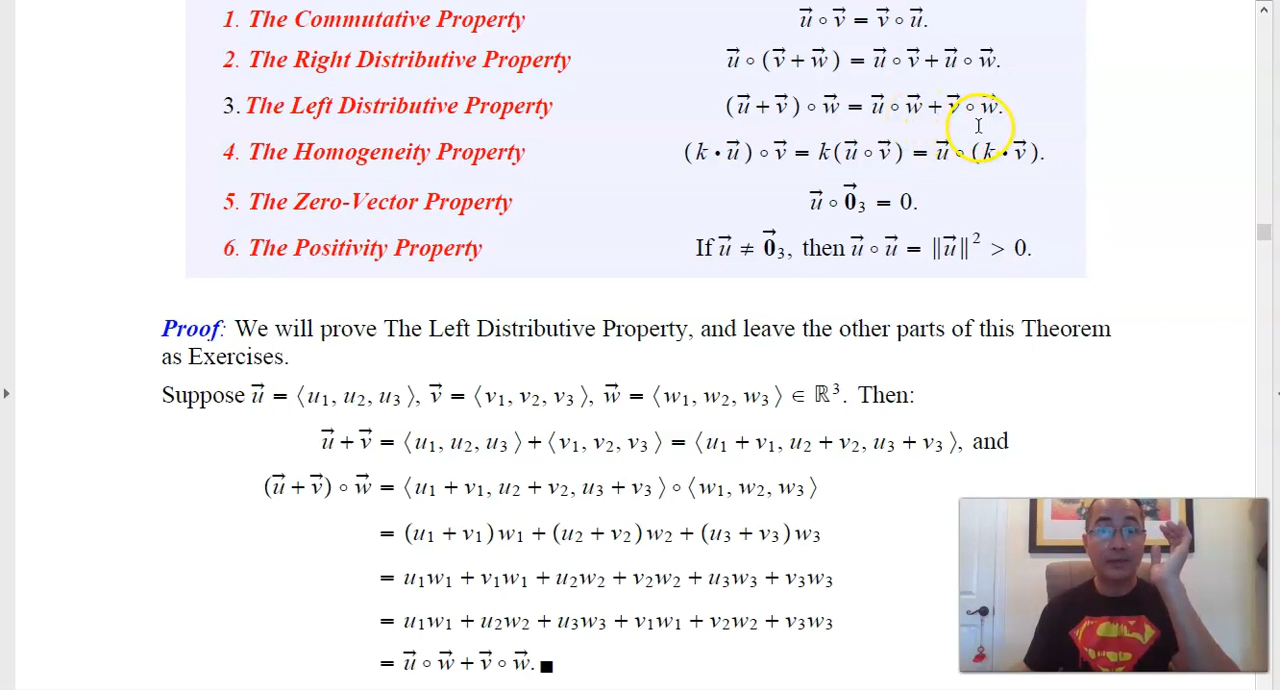 1. The Commutative Property u⃗ ∘ v⃗ = v⃗ ∘ u⃗.
2. The Right Distributive Property u⃗ ∘ (v⃗ + w⃗) = u⃗ ∘ v⃗ + u⃗ ∘ w⃗.
3. The Left Distributive Property (u⃗ + v⃗) ∘ w⃗ = u⃗ ∘ w⃗ + v⃗ ∘ w⃗.
4. The Homogeneity Property (k • u⃗) ∘ v⃗ = k(u⃗ ∘ v⃗) = u⃗ ∘ (k • v⃗).
5. The Zero-Vector Property u⃗ ∘ 0⃗₃ = 0.
6. The Positivity Property If u⃗ ≠ 0⃗₃, then u⃗ ∘ u⃗ = ‖u⃗‖² > 0.
Proof: We will prove The Left Distributive Property, and leave the other parts of this Theorem
as Exercises.
Suppose u⃗ = ⟨u₁, u₂, u₃⟩, v⃗ = ⟨v₁, v₂, v₃⟩, w⃗ = ⟨w₁, w₂, w₃⟩ ∈ ℝ³. Then:
u⃗ + v⃗ = ⟨u₁, u₂, u₃⟩ + ⟨v₁, v₂, v₃⟩ = ⟨u₁ + v₁, u₂ + v₂, u₃ + v₃⟩, and
(u⃗ + v⃗) ∘ w⃗ = ⟨u₁ + v₁, u₂ + v₂, u₃ + v₃⟩ ∘ ⟨w₁, w₂, w₃⟩
= (u₁ + v₁)w₁ + (u₂ + v₂)w₂ + (u₃ + v₃)w₃
= u₁w₁ + v₁w₁ + u₂w₂ + v₂w₂ + u₃w₃ + v₃w₃
= u₁w₁ + u₂w₂ + u₃w₃ + v₁w₁ + v₂w₂ + v₃w₃
= u⃗ ∘ w⃗ + v⃗ ∘ w⃗. ■